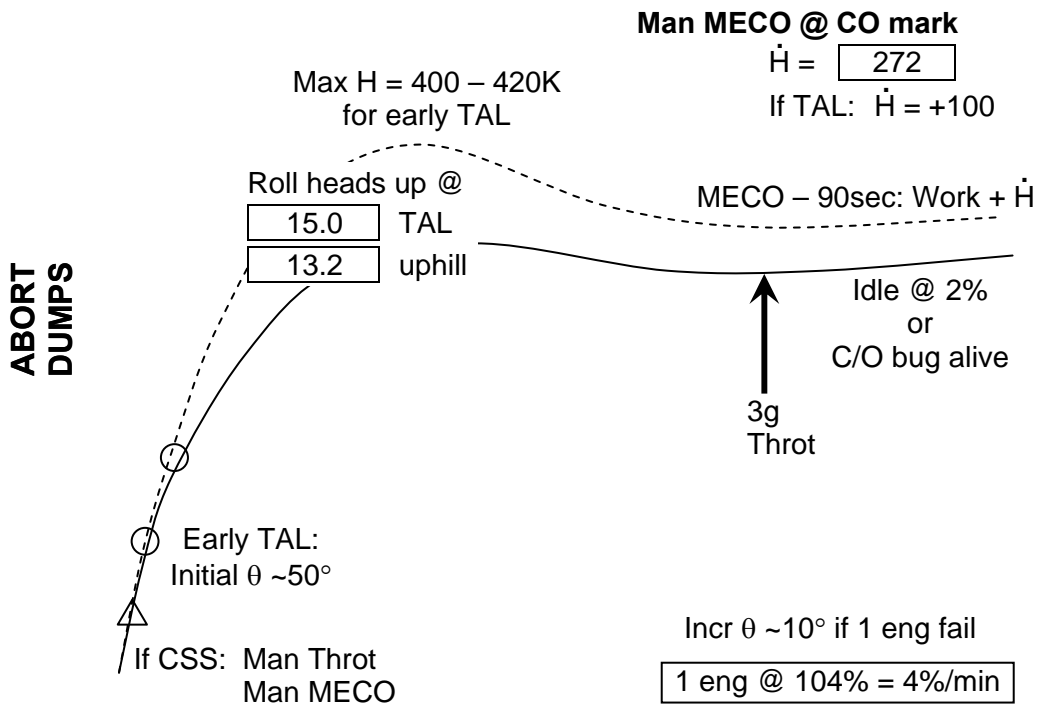 Man MECO @ CO mark
Ḣ = 272
If TAL: Ḣ = +100
Max H = 400 – 420K
for early TAL
Roll heads up @
15.0 TAL
13.2 uphill
MECO – 90sec: Work + Ḣ
ABORT
DUMPS
Idle @ 2%
or
C/O bug alive
3g
Throt
Early TAL:
Initial θ ~50°
If CSS: Man Throt
Man MECO
Incr θ ~10° if 1 eng fail
1 eng @ 104% = 4%/min